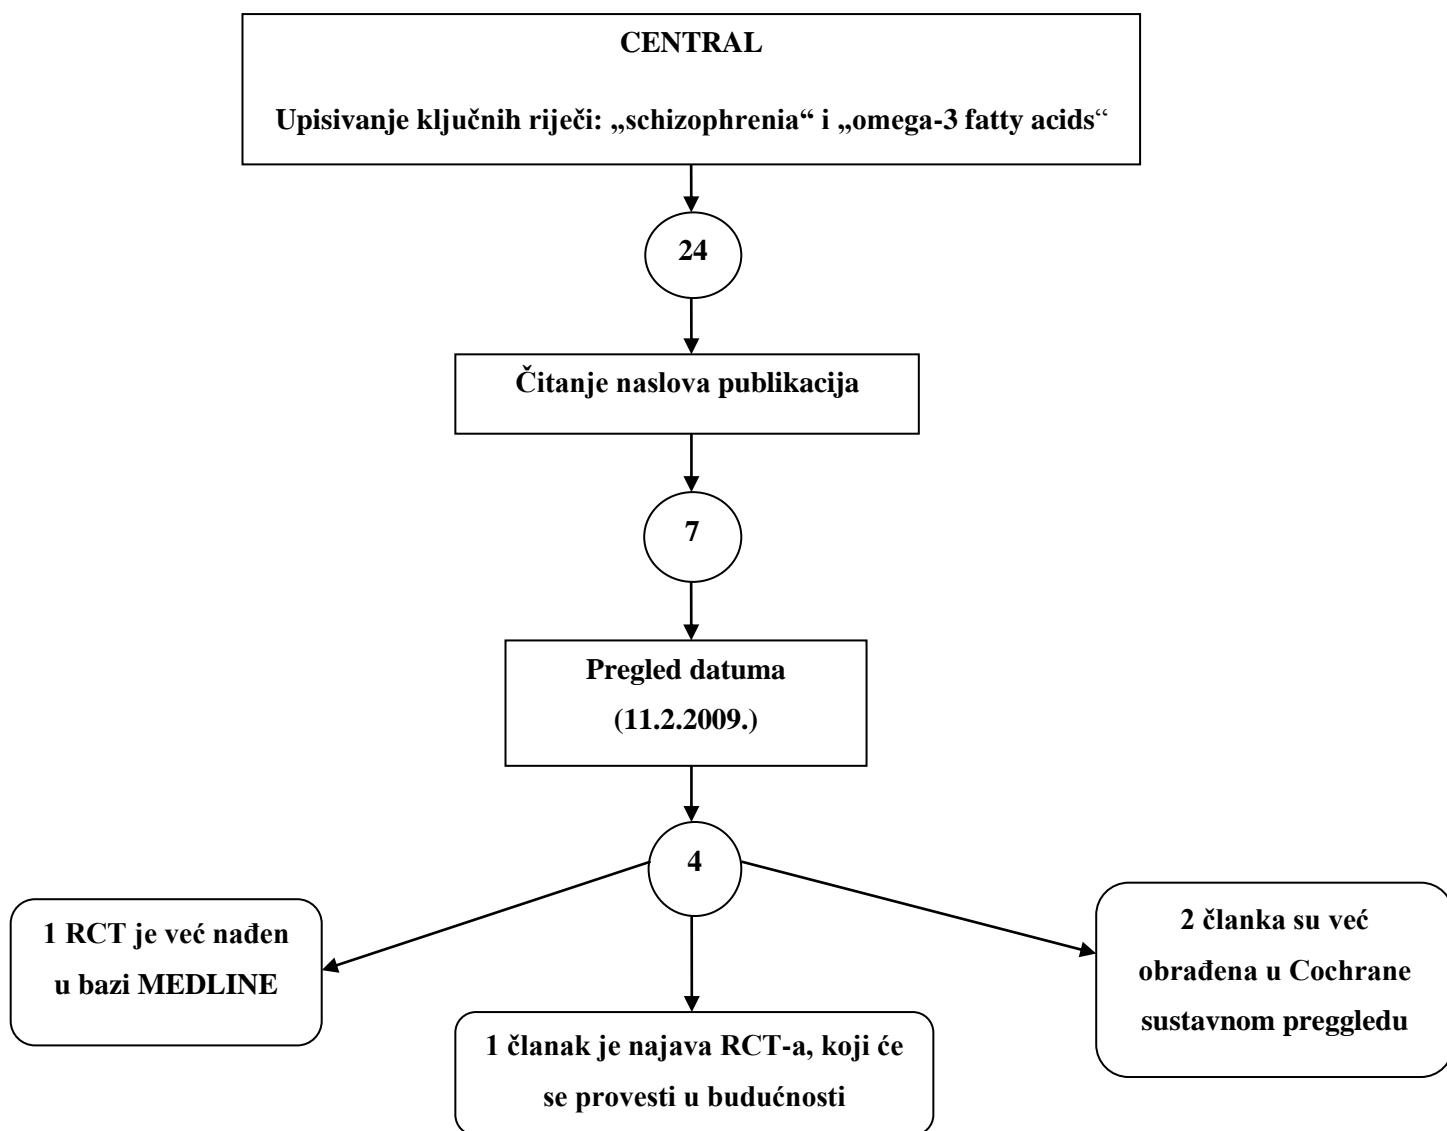 CENTRAL
Upisivanje ključnih riječi: „schizophrenia“ i „omega-3 fatty acids“
24
Čitanje naslova publikacija
7
Pregled datuma
(11.2.2009.)
4
1 RCT je već nađen
u bazi MEDLINE
1 članak je najava RCT-a, koji će
se provesti u budućnosti
2 članka su već
obrađena u Cochrane
sustavnom preggledu